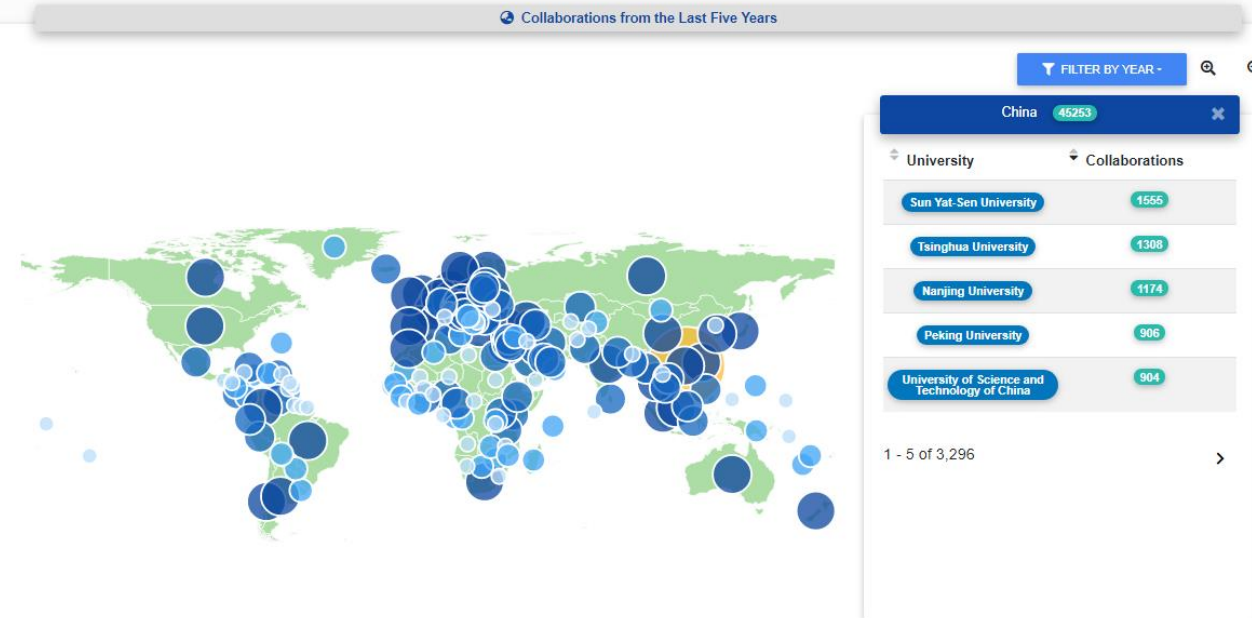 Collaborations from the Last Five Years
FILTER BY YEAR -
China 45253
University Collaborations
Sun Yat-Sen University 1555
Tsinghua University 1308
Nanjing University 1174
Peking University 906
University of Science and
Technology of China 904
1 - 5 of 3,296